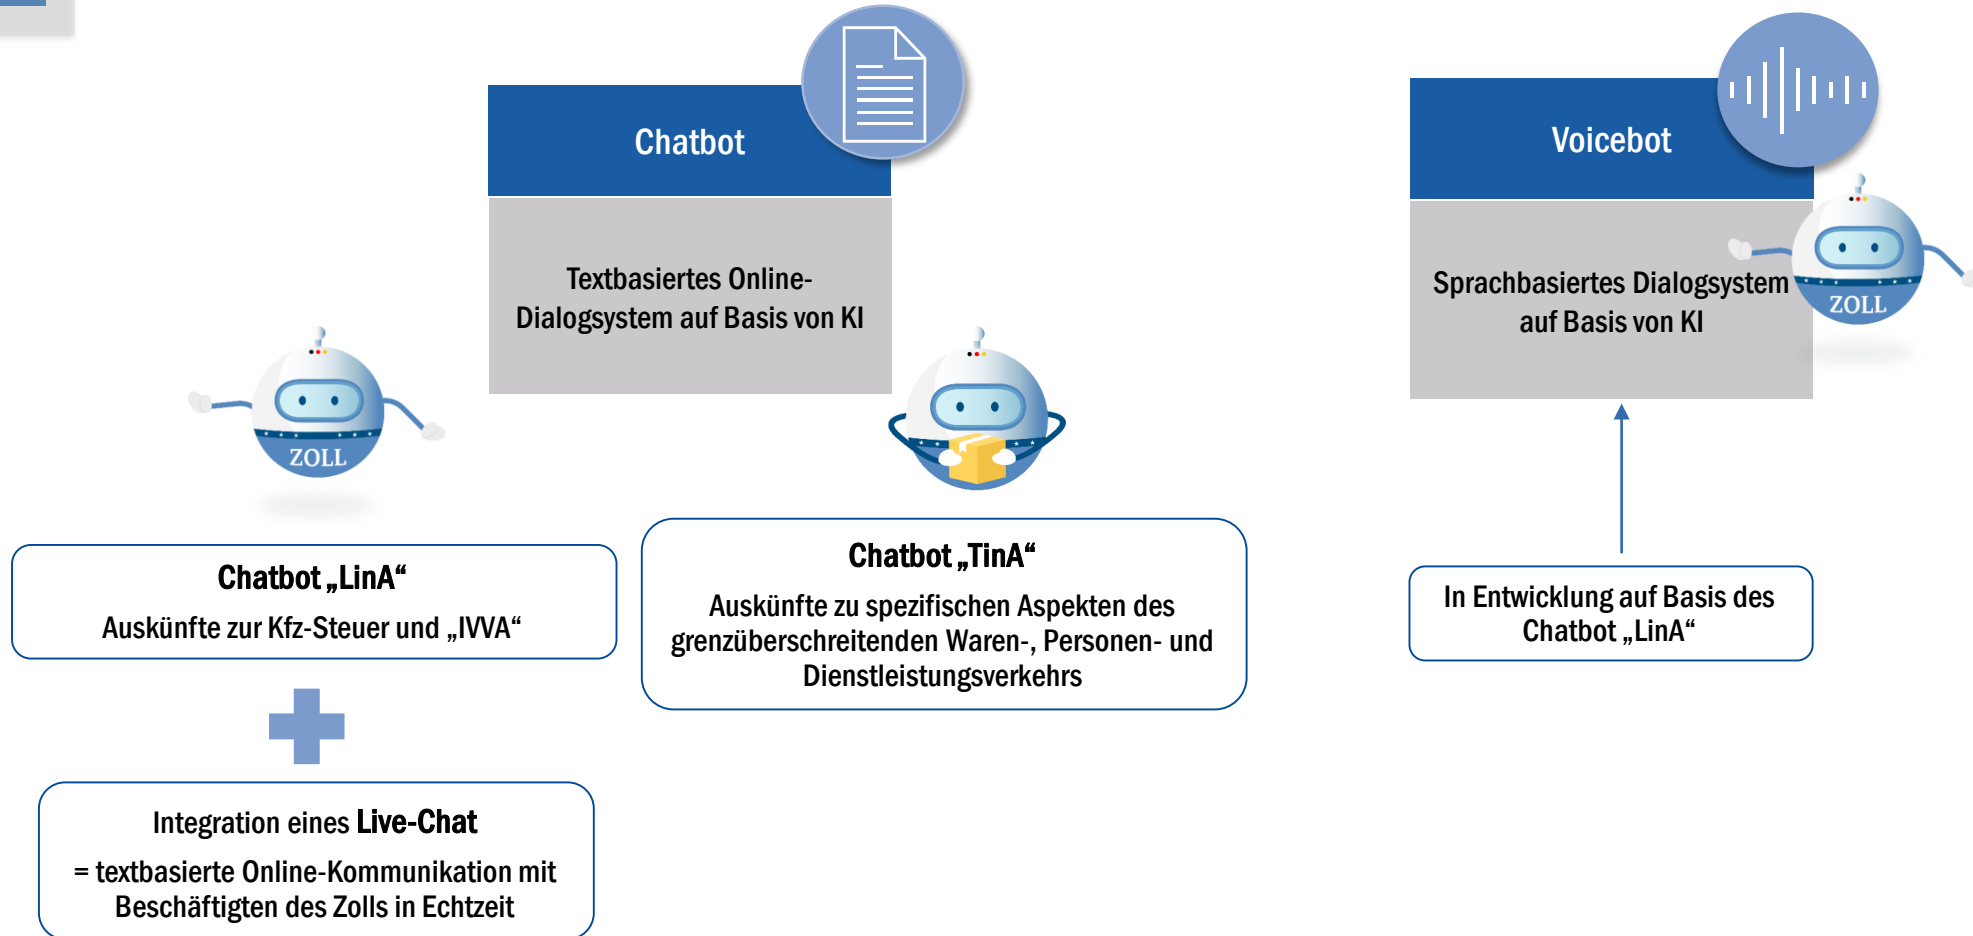 Chatbot
Textbasiertes Online-
Dialogsystem auf Basis von KI
ZOLL
Chatbot „LinA“
Auskünfte zur Kfz-Steuer und „IVVA“
Integration eines Live-Chat
= textbasierte Online-Kommunikation mit
Beschäftigten des Zolls in Echtzeit
Chatbot „TinA“
Auskünfte zu spezifischen Aspekten des
grenzüberschreitenden Waren-, Personen- und
Dienstleistungsverkehrs
Voicebot
Sprachbasiertes Dialogsystem
auf Basis von KI
ZOLL
In Entwicklung auf Basis des
Chatbot „LinA“